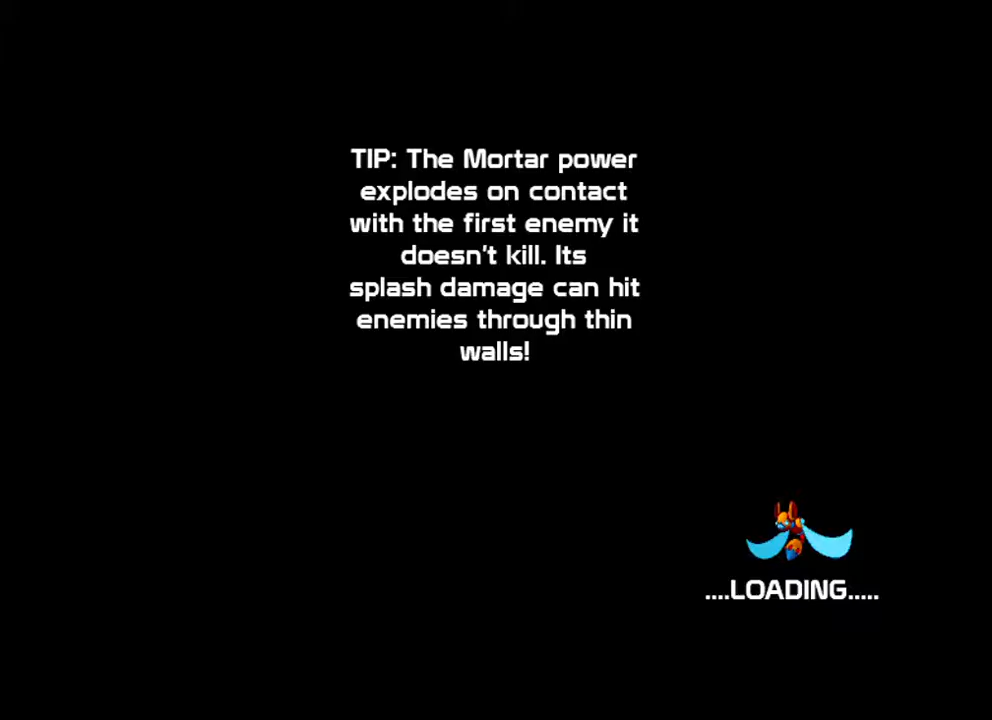 TIP: The Mortar power
explodes on contact
with the first enemy it
doesn't kill. Its
splash damage can hit
enemies through thin
walls!
....LOADING.....